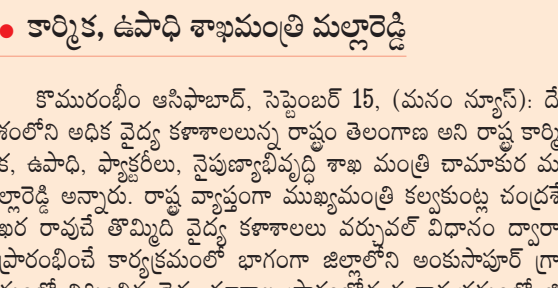 • కార్మిక, ఉపాధి శాఖమంత్రి మల్లారెడ్డి
కొమురంభీం ఆసిఫాబాద్, సెప్టెంబర్ 15, (మనం న్యూస్): దే
శంలోని అధిక వైద్య కళాశాలలున్న రాష్ట్రం తెలంగాణ అని రాష్ట్ర కార్మి
క, ఉపాధి, ఫ్యాక్టరీలు, నైపుణ్యాభివృద్ధి శాఖ మంత్రి చామాకుర మ
ల్లారెడ్డి అన్నారు. రాష్ట్ర వ్యాప్తంగా ముఖ్యమంత్రి కల్వకుంట్ల చంద్రశే
ఖర రావుచే తొమ్మిది వైద్య కళాశాలలు వర్చువల్ విధానం ద్వారా
ప్రారంభించే కార్యక్రమంలో భాగంగా జిల్లాలోని అంకుసాపూర్ గ్రా